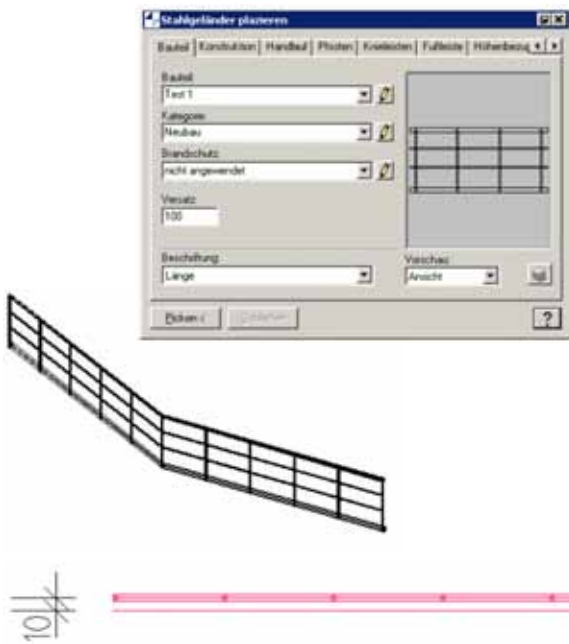 Stahlgeländer plazieren
Bauteil Konstruktion Handlauf Pfosten Knieleisten Fußleiste Höhenbezug
Bauteil:
Test 1
Kategorie:
Neubau
Brandschutz:
nicht angewendet
Versatz:
100
Beschriftung:
Länge
Vorschau:
Ansicht
Picken <
?
10